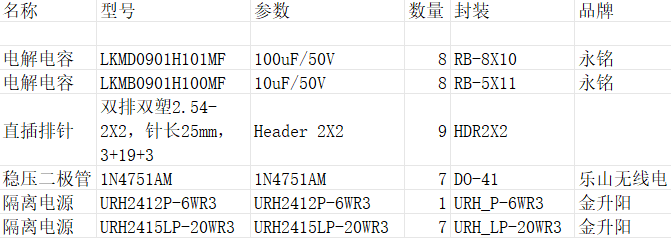 名称 型号 参数 数量 封装 品牌
电解电容 LKMD0901H101MF 100uF/50V 8 RB-8X10 永铭
电解电容 LKMB0901H100MF 10uF/50V 8 RB-5X11 永铭
直插排针 双排双塑2.54-2X2，针长25mm，3+19+3 Header 2X2 9 HDR2X2
稳压二极管 1N4751AM 1N4751AM 7 DO-41 乐山无线电
隔离电源 URH2412P-6WR3 URH2412P-6WR3 1 URH_P-6WR3 金升阳
隔离电源 URH2415LP-20WR3 URH2415LP-20WR3 7 URH_LP-20WR3 金升阳